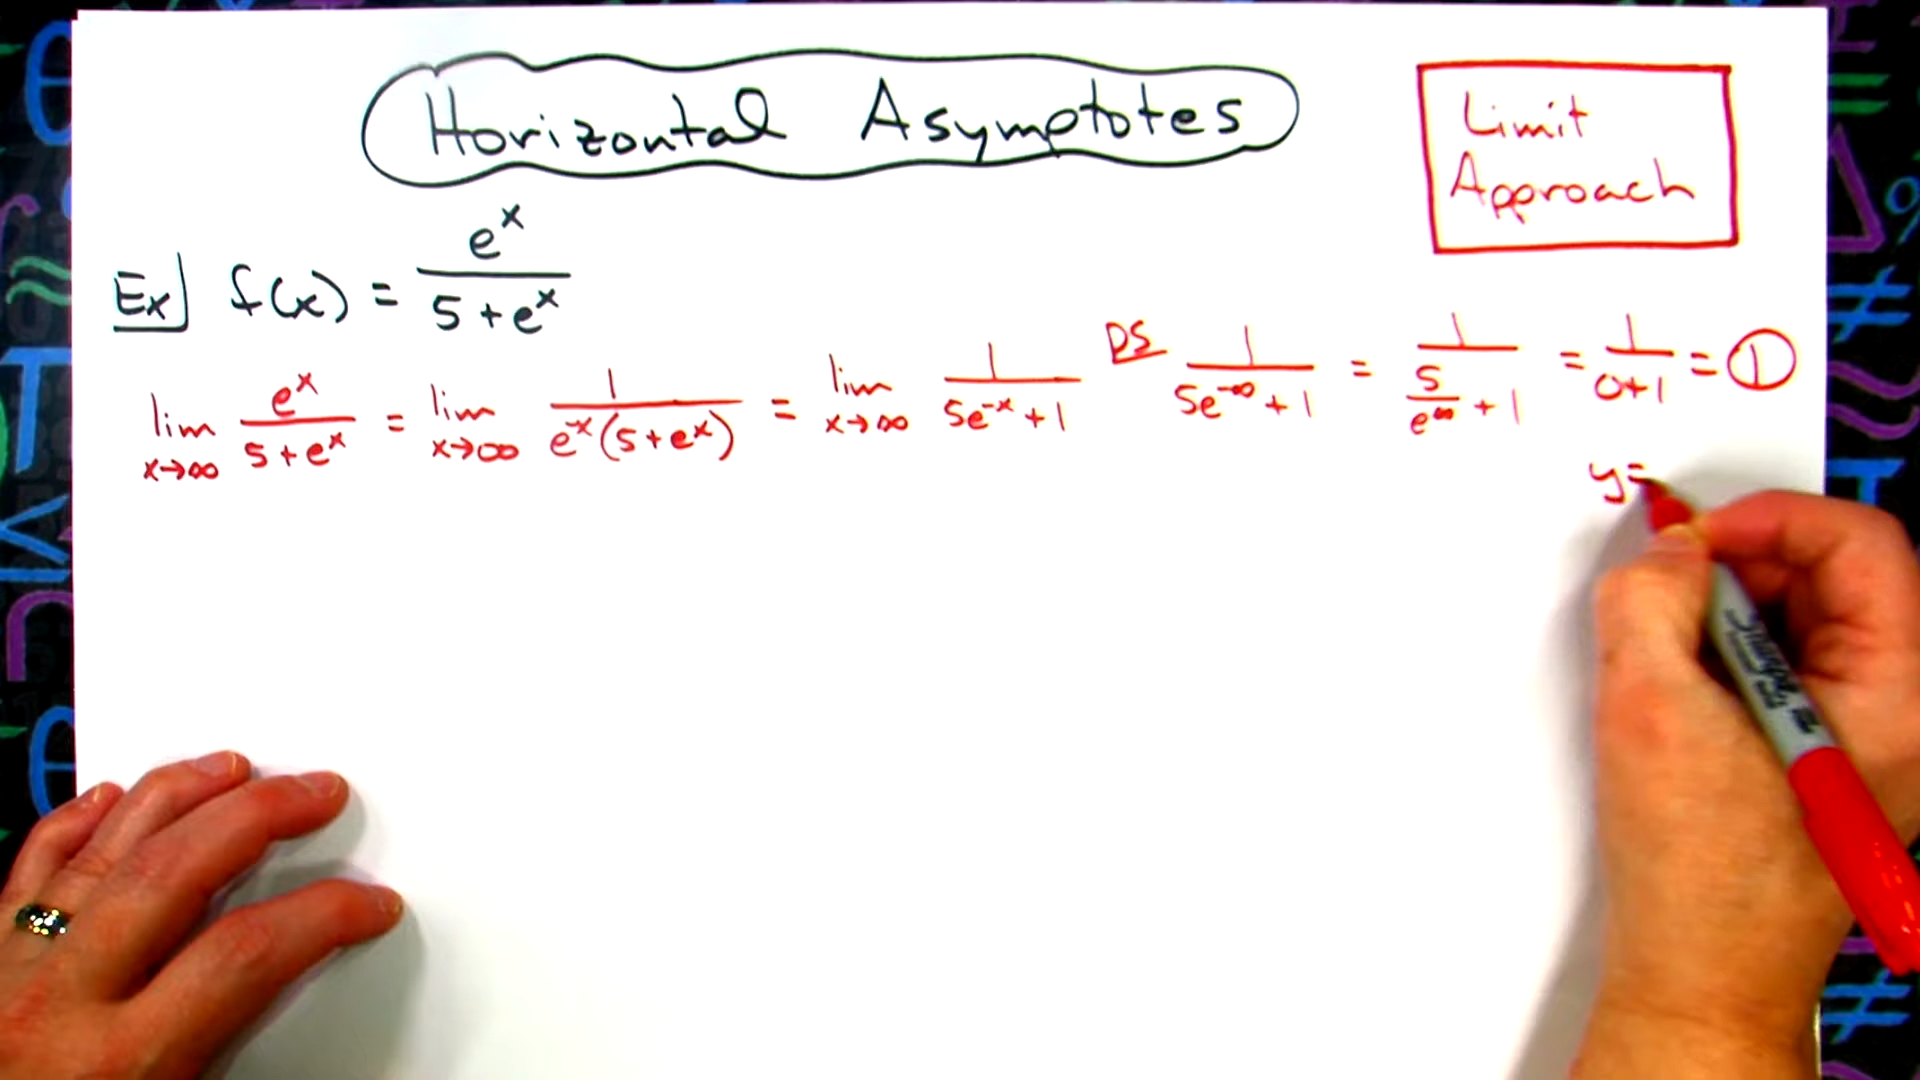 Horizontal Asymptotes
Limit
Approach
Ex] f(x) = e^x / (5+e^x)
lim x→∞ e^x / (5+e^x) = lim x→∞ 1 / (e^-x(5+e^x)) = lim x→∞ 1 / (5e^-x+1) DS 1 / (5e^-∞+1) = 1 / (5/e^∞ + 1) = 1 / (0+1) = 1
y=
Sharpie